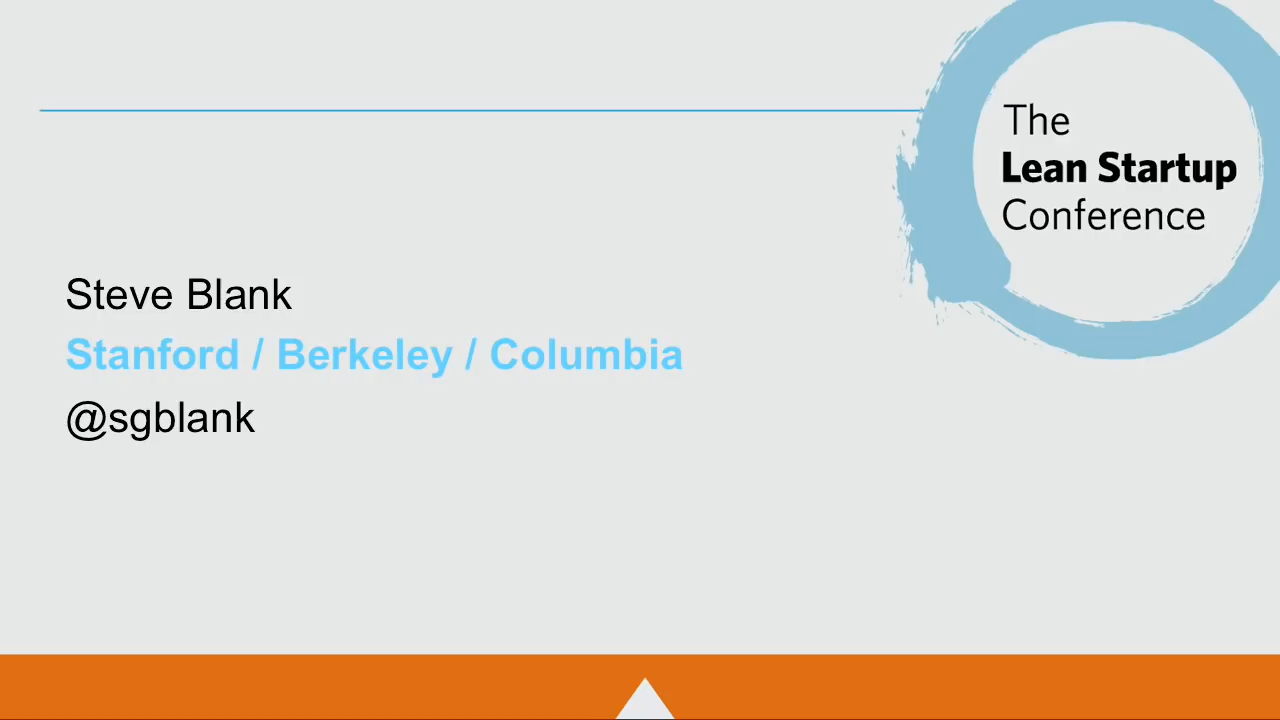 The
Lean Startup
Conference
Steve Blank
Stanford / Berkeley / Columbia
@sgblank